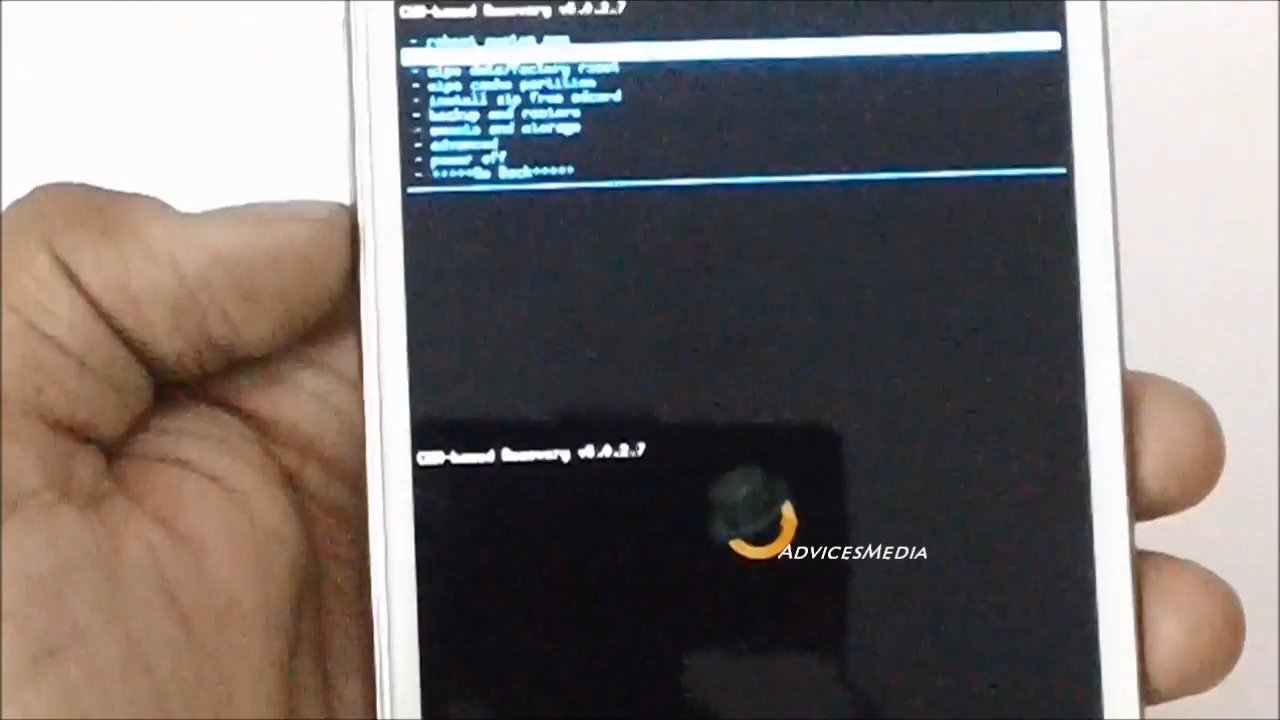 CWM-based Recovery v6.0.2.7
- reboot system now
- wipe data/factory reset
- wipe cache partition
- install zip from sdcard
- backup and restore
- mounts and storage
- advanced
- power off
- +++++Go Back+++++
CWM-based Recovery v6.0.2.7
ADVICESMEDIA